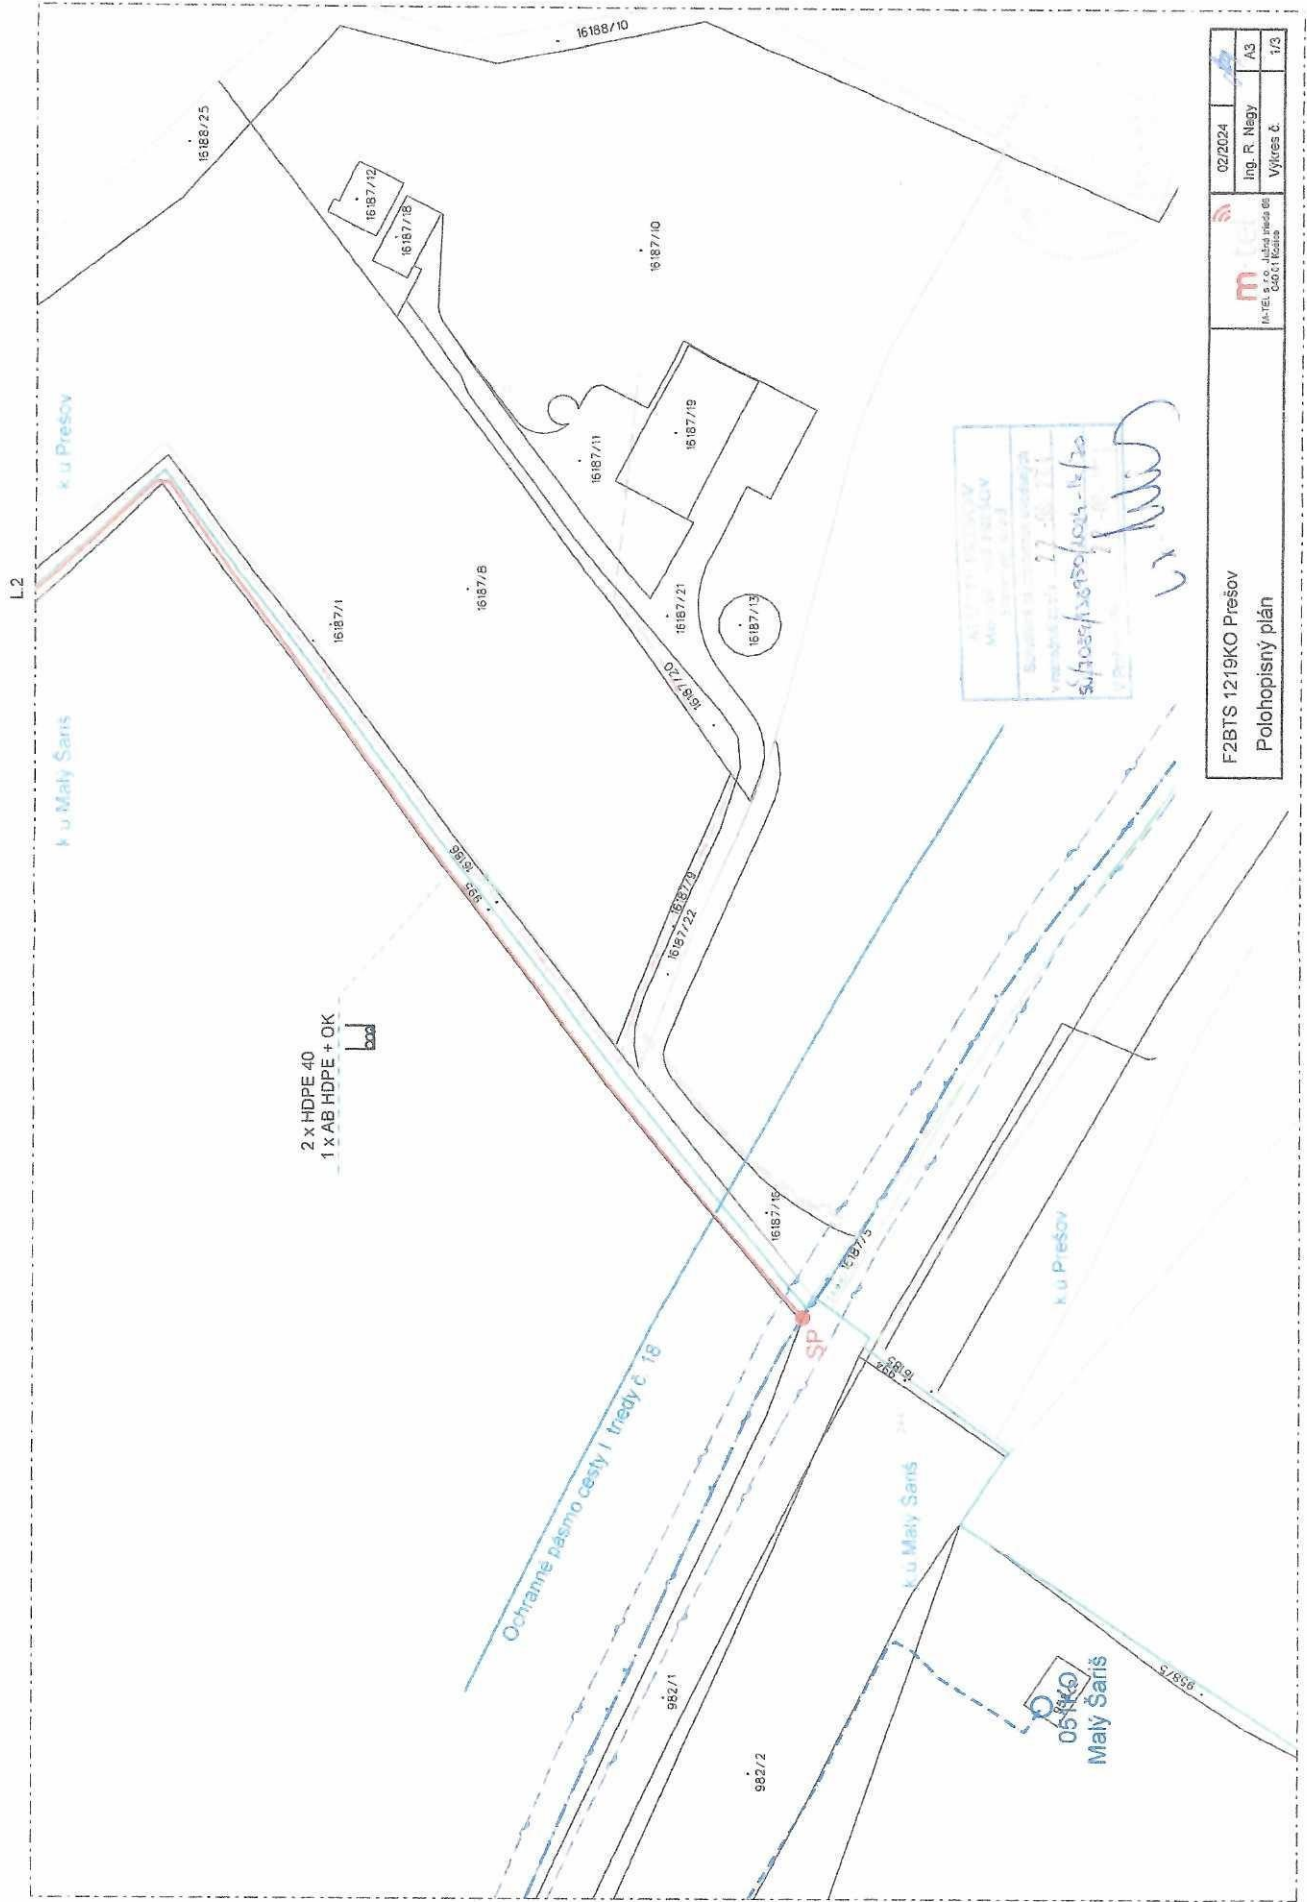 L.2
k.ú Malý Šariš
k.ú Prešov
16188/25
16188/10
16187/12
16187/18
16187/10
16187/1
16187/8
16187/11
16187/19
16187/21
16187/20
16187/13
16186
995
2 x HDPE 40
1 x AB HDPE + OK
16187/9
16187/22
16187/16
16187/5
SP
Ochranné pásmo cesty I triedy č. 18
994
16185
k.ú Prešov
k.ú Malý Šariš
982/1
982/2
Malý Šariš
958/5
F2BTS 1219KO Prešov
Polohopisný plán
m-tel
M-TEL s.r.o. Južná trieda 66
040 01 Košice
02/2024
Ing. R. Nagy
A3
Výkres č.
1/3